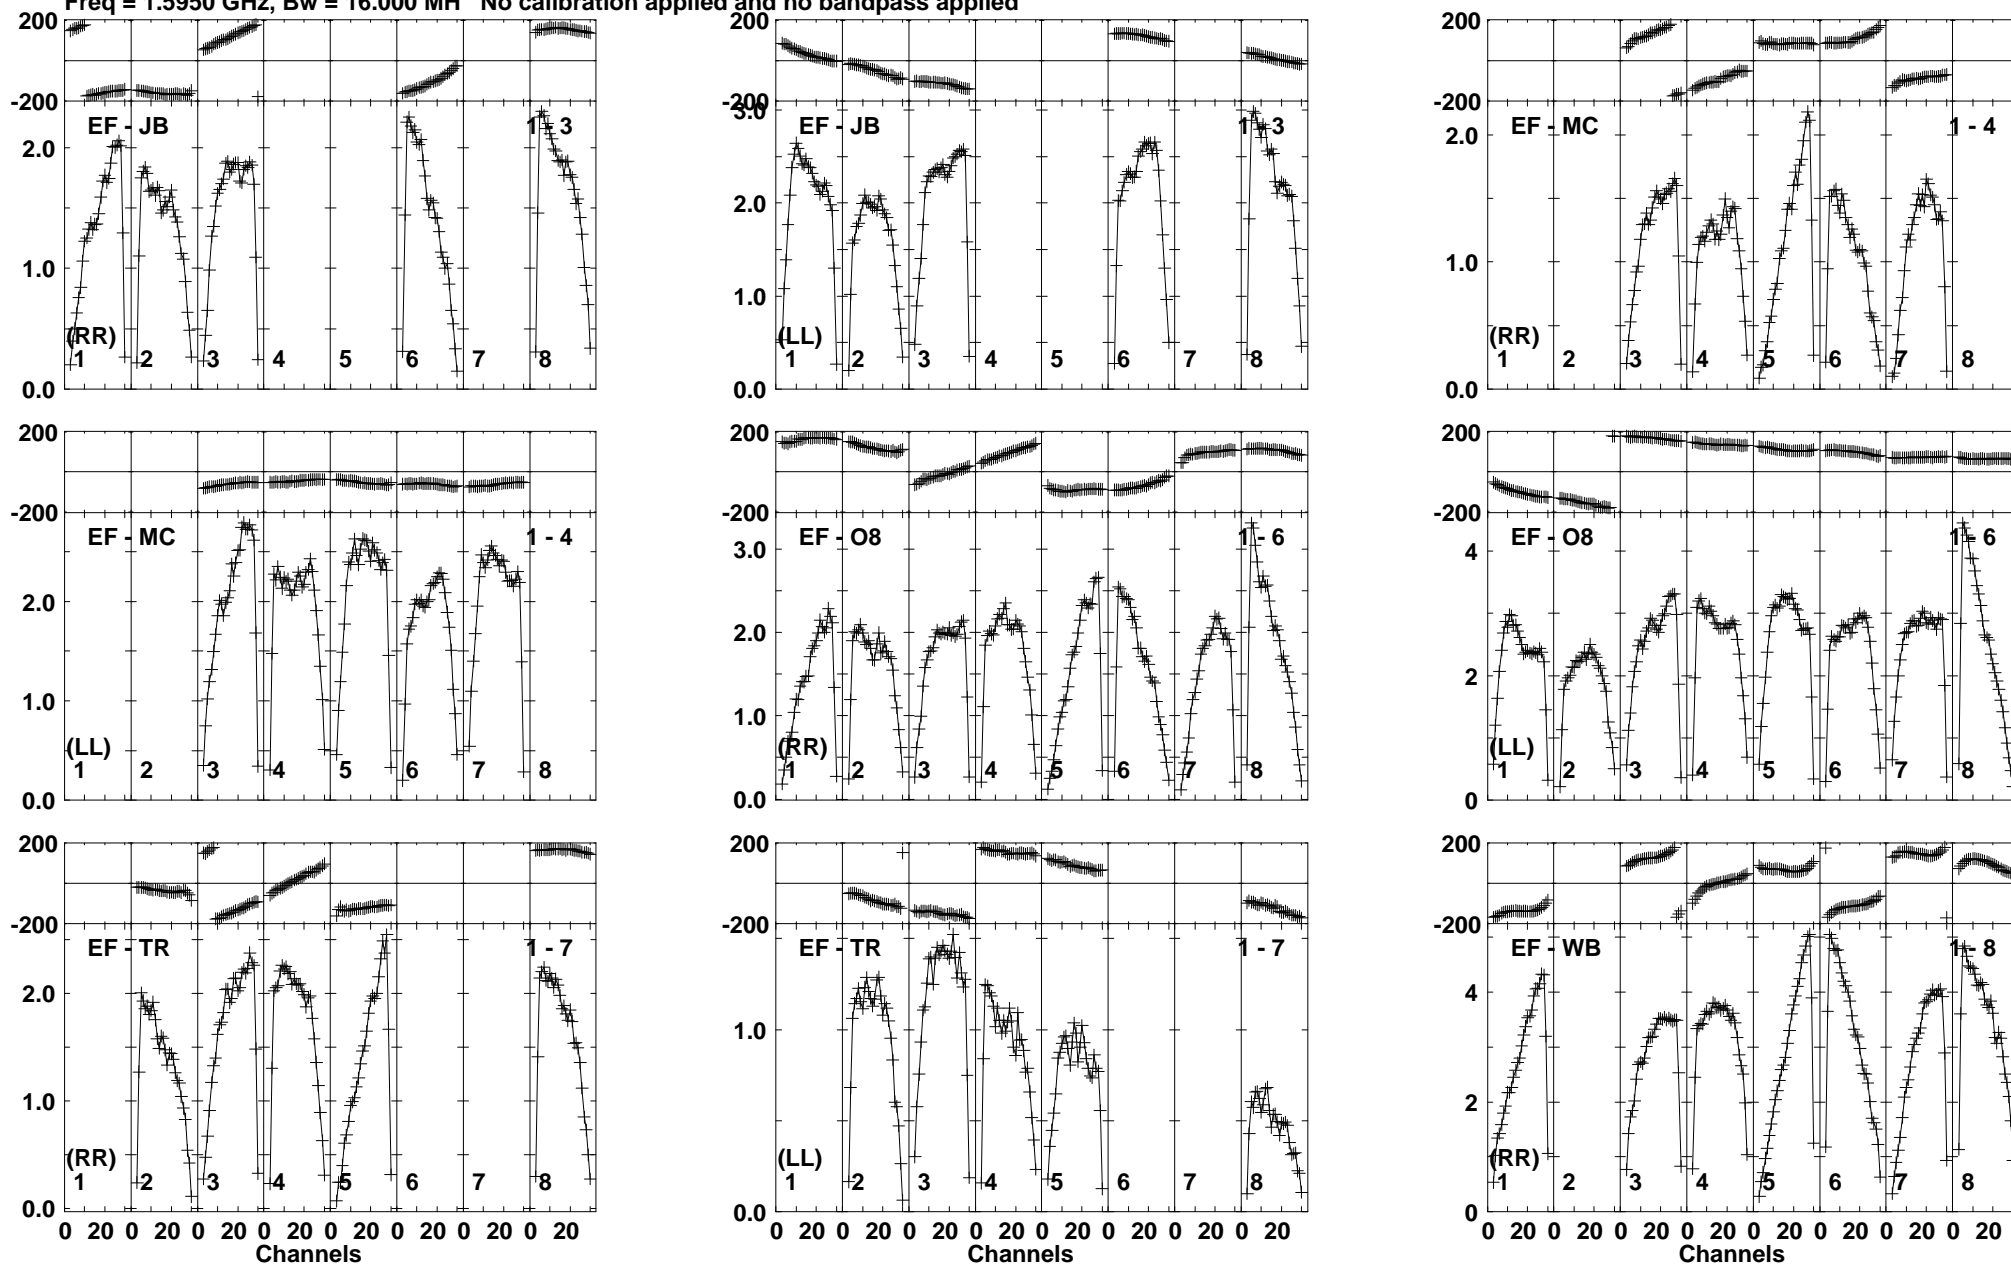 Freq = 1.5950 GHz, Bw = 16.000 MH No calibration applied and no bandpass applied
200 200 200
-200 -200 -200
EF - JB 1 - 3 3.0 EF - JB 1 - 3 EF - MC 1 - 4
2.0 2.0 2.0
1.0 1.0 1.0
(RR) (LL) (RR)
1 2 3 4 5 6 7 8 1 2 3 4 5 6 7 8 1 2 3 4 5 6 7 8
0.0 0.0 0.0
200 200 200
-200 -200 -200
EF - MC 1 - 4 EF - O8 1 - 6 EF - O8 1 - 6
3.0 4
2.0 2.0 2
1.0 1.0
(LL) (RR) (LL)
1 2 3 4 5 6 7 8 1 2 3 4 5 6 7 8 1 2 3 4 5 6 7 8
0.0 0.0 0
200 200 200
-200 -200 -200
EF - TR 1 - 7 EF - TR 1 - 7 EF - WB 1 - 8
2.0 1.0 4
1.0 2
(RR) (LL) (RR)
1 2 3 4 5 6 7 8 1 2 3 4 5 6 7 8 1 2 3 4 5 6 7 8
0.0 0.0 0
0 20 0 20 0 20 0 20 0 20 0 20 0 20 0 20 0 20 0 20 0 20 0 20 0 20 0 20 0 20 0 20 0 20 0 20 0 20 0 20 0 20 0 20 0 20 0 20
Channels Channels Channels